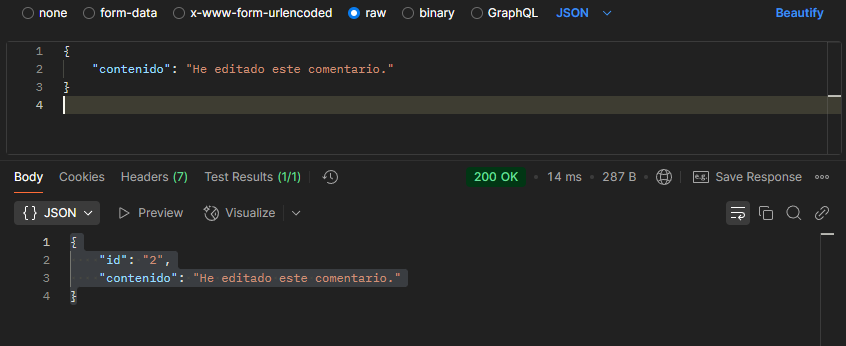 none form-data x-www-form-urlencoded raw binary GraphQL JSON Beautify
1 {
2 "contenido": "He editado este comentario."
3 }
4
Body Cookies Headers (7) Test Results (1/1) 200 OK 14 ms 287 B e.g. Save Response
{} JSON Preview Visualize
1 {
2 "id": "2",
3 "contenido": "He editado este comentario."
4 }